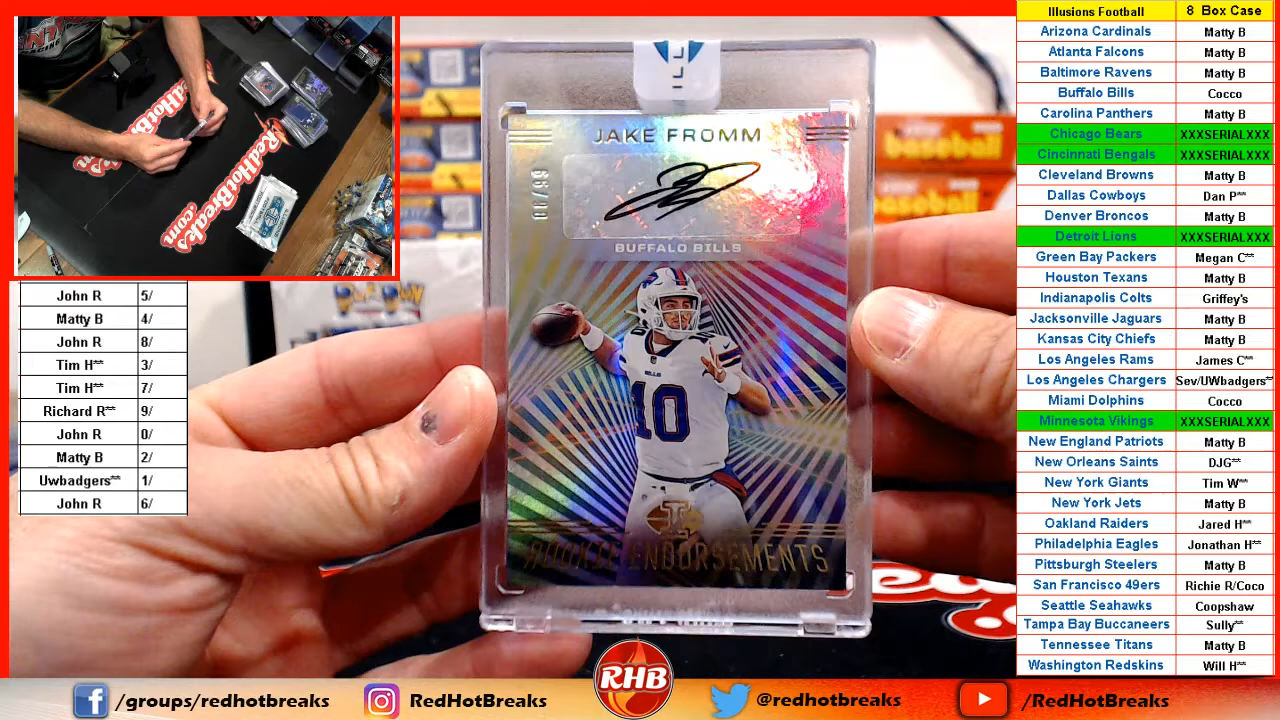 RedHotBreaks
.com
John R 5/
Matty B 4/
John R 8/
Tim H** 3/
Tim H** 7/
Richard R** 9/
John R 0/
Matty B 2/
Uwbadgers** 1/
John R 6/
baseball
JAKE FROMM
BUFFALO BILLS
BILLS
10
ROOKIE ENDORSEMENTS
Illusions Football 8 Box Case
Arizona Cardinals Matty B
Atlanta Falcons Matty B
Baltimore Ravens Matty B
Buffalo Bills Cocco
Carolina Panthers Matty B
Chicago Bears XXXSERIALXXX
Cincinnati Bengals XXXSERIALXXX
Cleveland Browns Matty B
Dallas Cowboys Dan P**
Denver Broncos Matty B
Detroit Lions XXXSERIALXXX
Green Bay Packers Megan C**
Houston Texans Matty B
Indianapolis Colts Griffey's
Jacksonville Jaguars Matty B
Kansas City Chiefs Matty B
Los Angeles Rams James C**
Los Angeles Chargers Sev/UWbadgers**
Miami Dolphins Cocco
Minnesota Vikings XXXSERIALXXX
New England Patriots Matty B
New Orleans Saints DJG**
New York Giants Tim W**
New York Jets Matty B
Oakland Raiders Jared H**
Philadelphia Eagles Jonathan H**
Pittsburgh Steelers Matty B
San Francisco 49ers Richie R/Coco
Seattle Seahawks Coopshaw
Tampa Bay Buccaneers Sully**
Tennessee Titans Matty B
Washington Redskins Will H**
/groups/redhotbreaks RedHotBreaks RHB @redhotbreaks /RedHotBreaks